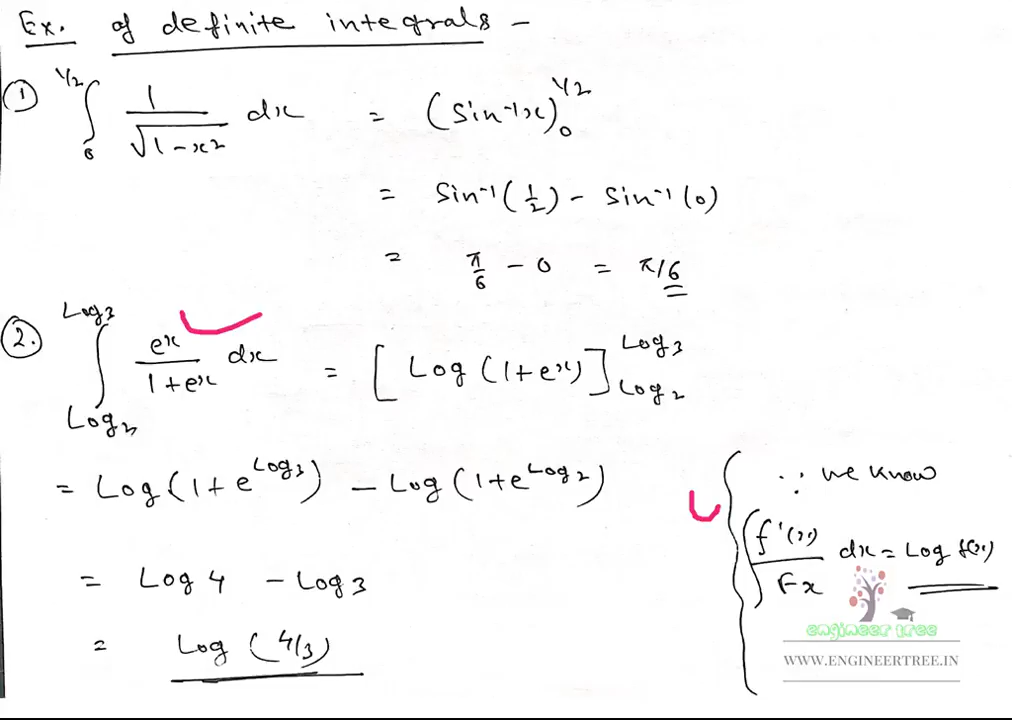 Ex. of definite integrals -
① ∫₀^(1/2) 1/√(1-x²) dx = (Sin⁻¹x)₀^(1/2)
= Sin⁻¹(1/2) - Sin⁻¹(0)
= π/6 - 0 = π/6
②. ∫_(Log2)^(Log3) eˣ/(1+eˣ) dx = [Log(1+eˣ)]_(Log2)^(Log3)
= Log(1+e^(Log3)) - Log(1+e^(Log2))
∵ we know
∫ f'(x)/Fx dx = Log f(x)
= Log 4 - Log 3
= Log (4/3)
engineer tree
WWW.ENGINEERTREE.IN